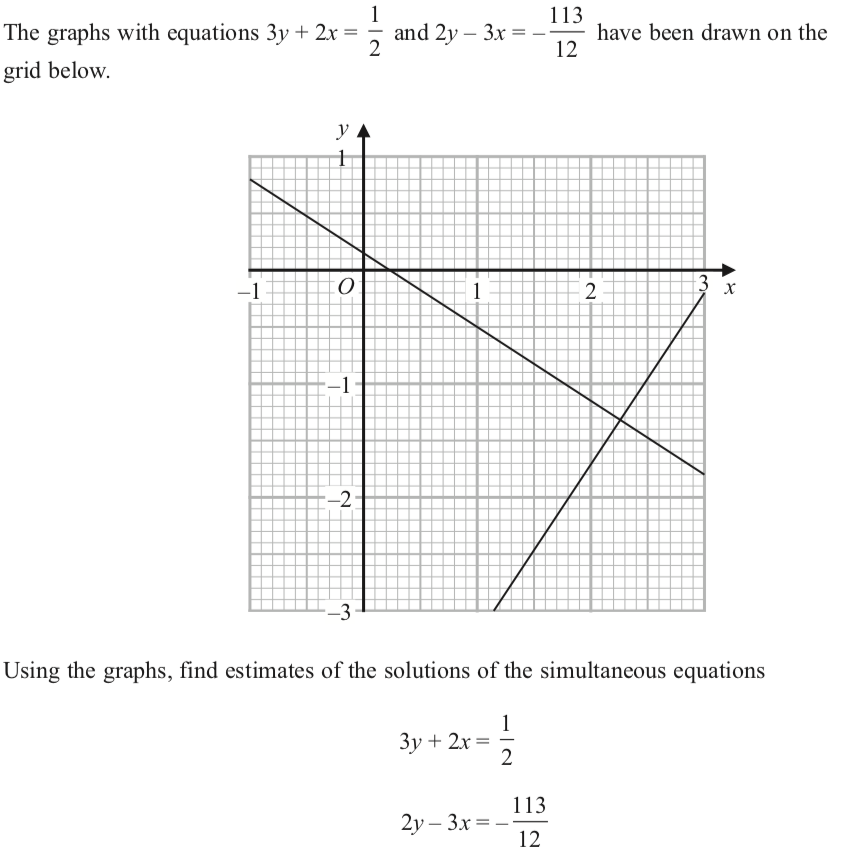 The graphs with equations 3y + 2x = 1/2 and 2y – 3x = –113/12 have been drawn on the
grid below.
y
1
–1 O 1 2 3 x
–1
–2
–3
Using the graphs, find estimates of the solutions of the simultaneous equations
3y + 2x = 1/2
2y – 3x = –113/12